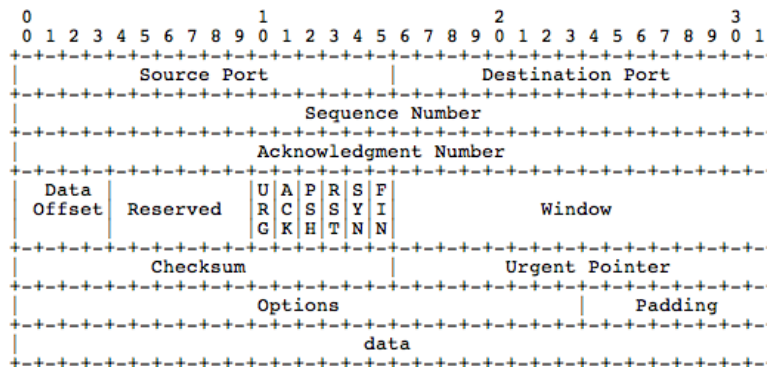 0                   1                   2                   3
0 1 2 3 4 5 6 7 8 9 0 1 2 3 4 5 6 7 8 9 0 1 2 3 4 5 6 7 8 9 0 1
+-+-+-+-+-+-+-+-+-+-+-+-+-+-+-+-+-+-+-+-+-+-+-+-+-+-+-+-+-+-+-+-
| Source Port | Destination Port
+-+-+-+-+-+-+-+-+-+-+-+-+-+-+-+-+-+-+-+-+-+-+-+-+-+-+-+-+-+-+-+-
| Sequence Number
+-+-+-+-+-+-+-+-+-+-+-+-+-+-+-+-+-+-+-+-+-+-+-+-+-+-+-+-+-+-+-+-
| Acknowledgment Number
+-+-+-+-+-+-+-+-+-+-+-+-+-+-+-+-+-+-+-+-+-+-+-+-+-+-+-+-+-+-+-+-
| Data | |U|A|P|R|S|F|
| Offset| Reserved |R|C|S|S|Y|I| Window
| | |G|K|H|T|N|N|
+-+-+-+-+-+-+-+-+-+-+-+-+-+-+-+-+-+-+-+-+-+-+-+-+-+-+-+-+-+-+-+-
| Checksum | Urgent Pointer
+-+-+-+-+-+-+-+-+-+-+-+-+-+-+-+-+-+-+-+-+-+-+-+-+-+-+-+-+-+-+-+-
| Options | Padding
+-+-+-+-+-+-+-+-+-+-+-+-+-+-+-+-+-+-+-+-+-+-+-+-+-+-+-+-+-+-+-+-
| data
+-+-+-+-+-+-+-+-+-+-+-+-+-+-+-+-+-+-+-+-+-+-+-+-+-+-+-+-+-+-+-+-